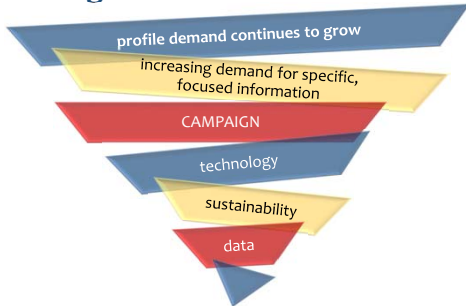 profile demand continues to grow
increasing demand for specific,
focused information
CAMPAIGN
technology
sustainability
data